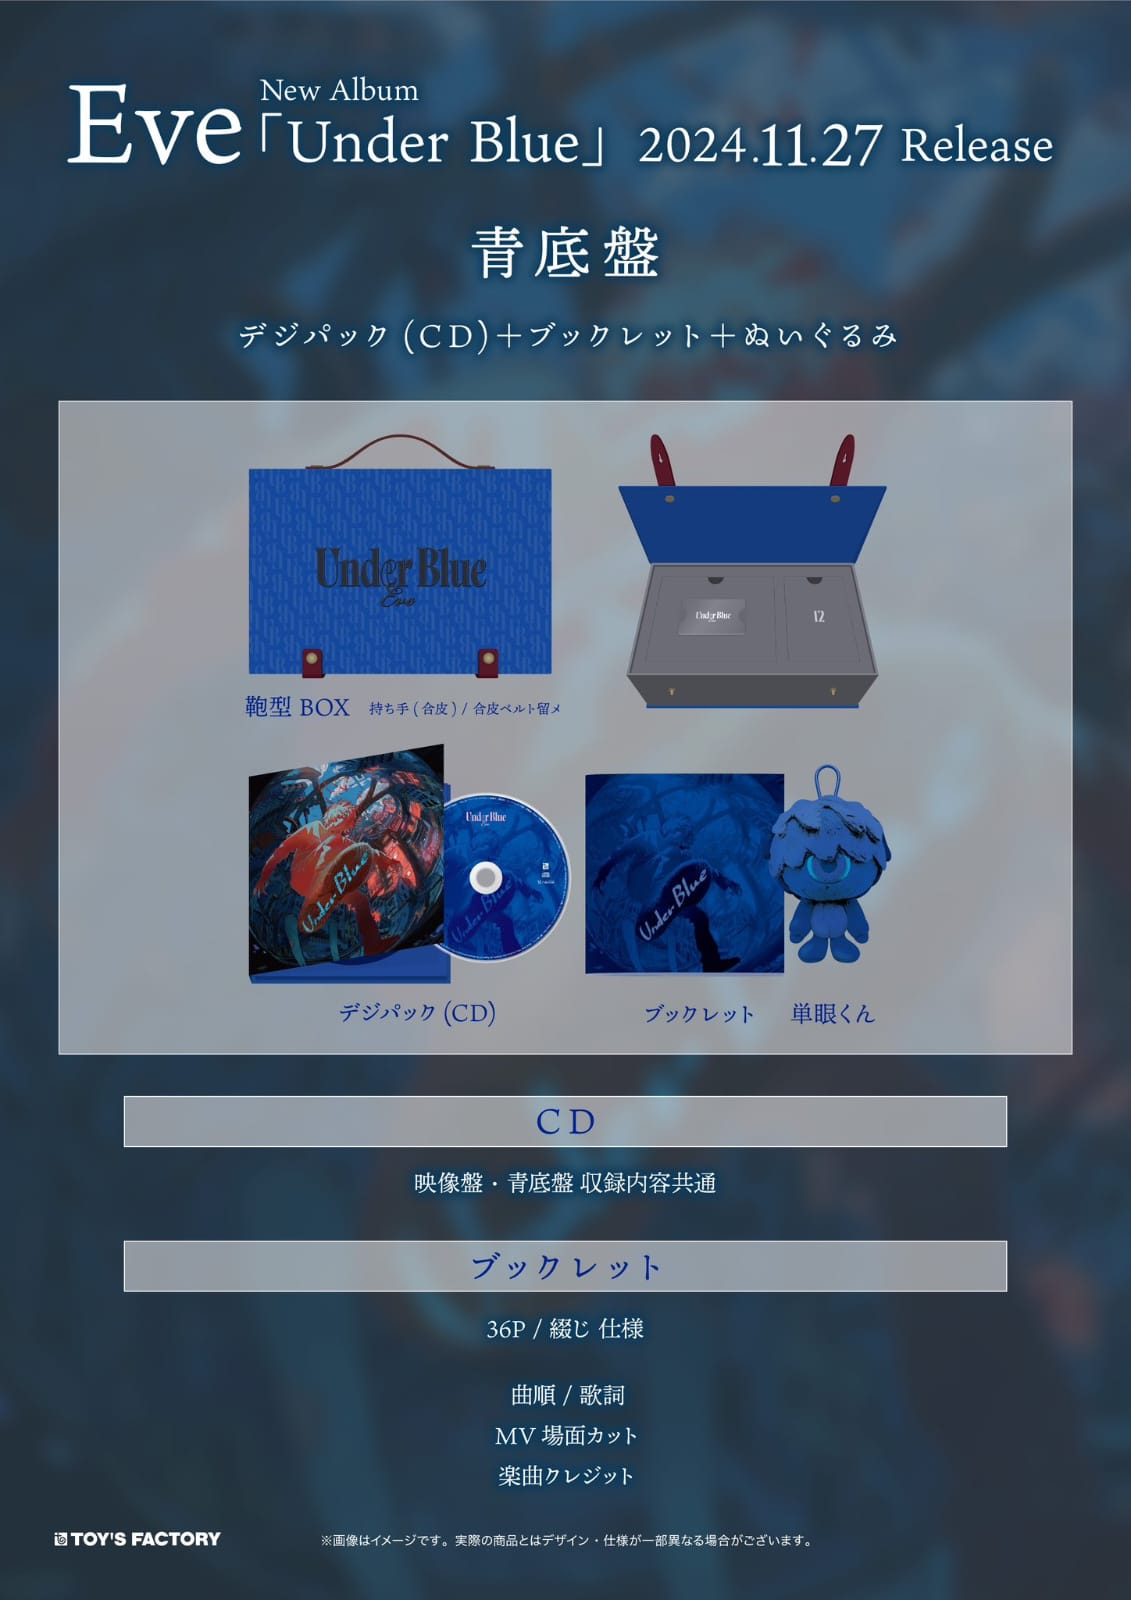 New Album
Eve「Under Blue」 2024.11.27 Release
青底盤
デジパック(CD)＋ブックレット＋ぬいぐるみ
Under Blue
Eve
Under Blue
鞄型 BOX 持ち手(合皮) / 合皮ベルト留メ
Under Blue
Under Blue
Eve
Under Blue
Under Blue
デジパック(CD)
ブックレット
単眼くん
CD
映像盤・青底盤 収録内容共通
ブックレット
36P / 綴じ 仕様
曲順 / 歌詞
MV 場面カット
楽曲クレジット
TOY'S FACTORY
※画像はイメージです。実際の商品とはデザイン・仕様が一部異なる場合がございます。